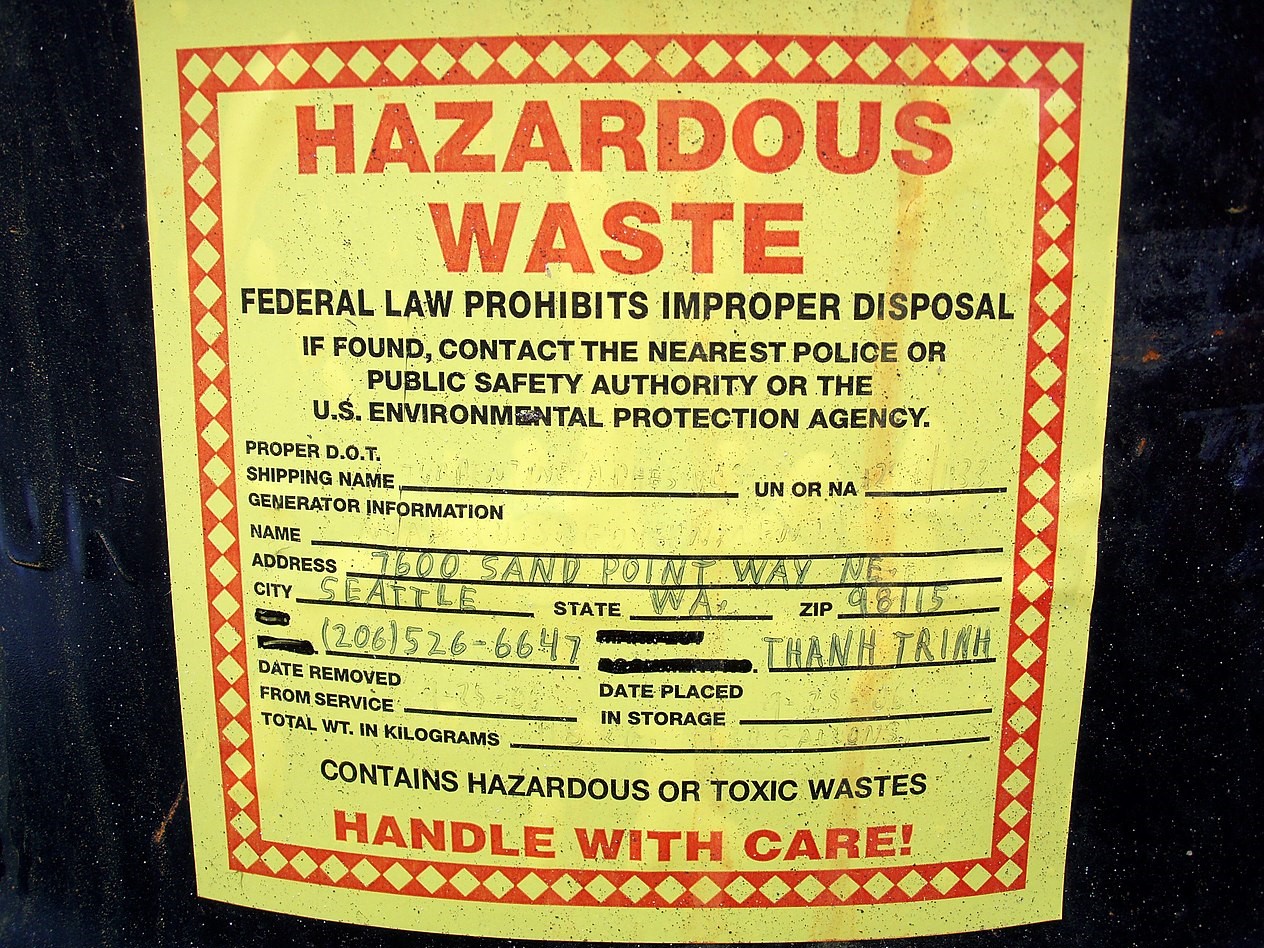 HAZARDOUS
WASTE
FEDERAL LAW PROHIBITS IMPROPER DISPOSAL
IF FOUND, CONTACT THE NEAREST POLICE OR
PUBLIC SAFETY AUTHORITY OR THE
U.S. ENVIRONMENTAL PROTECTION AGENCY.
PROPER D.O.T.
SHIPPING NAME UN OR NA
GENERATOR INFORMATION
NAME
ADDRESS 7600 SAND POINT WAY NE
CITY SEATTLE STATE WA. ZIP 98115
(206)526-6647 THANH TRINH
DATE REMOVED DATE PLACED
FROM SERVICE IN STORAGE
TOTAL WT. IN KILOGRAMS
CONTAINS HAZARDOUS OR TOXIC WASTES
HANDLE WITH CARE!